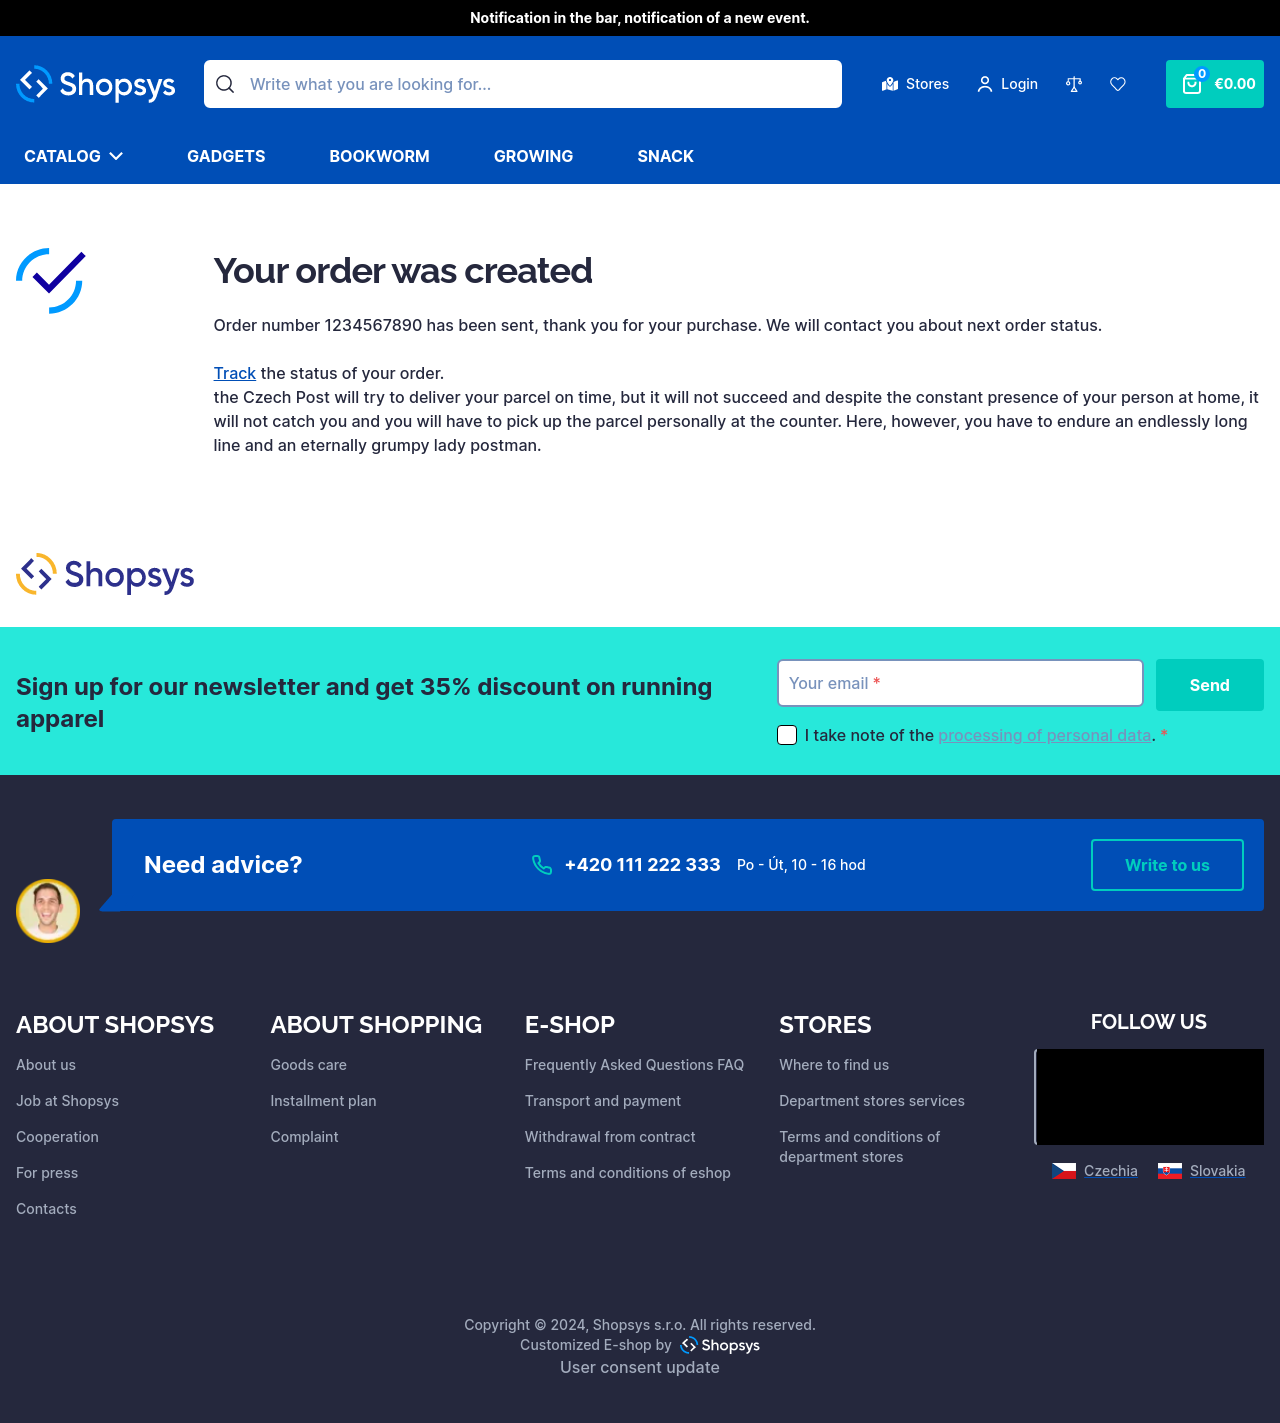 Notification in the bar, notification of a new event.
Shopsys
Write what you are looking for...
Stores
Login
0
€0.00
CATALOG
GADGETS
BOOKWORM
GROWING
SNACK
Your order was created
Order number 1234567890 has been sent, thank you for your purchase. We will contact you about next order status.
Track the status of your order.
the Czech Post will try to deliver your parcel on time, but it will not succeed and despite the constant presence of your person at home, it
will not catch you and you will have to pick up the parcel personally at the counter. Here, however, you have to endure an endlessly long
line and an eternally grumpy lady postman.
Shopsys
Sign up for our newsletter and get 35% discount on running
apparel
Your email *
Send
I take note of the processing of personal data. *
Need advice?
+420 111 222 333
Po - Út, 10 - 16 hod
Write to us
ABOUT SHOPSYS
About us
Job at Shopsys
Cooperation
For press
Contacts
ABOUT SHOPPING
Goods care
Installment plan
Complaint
E-SHOP
Frequently Asked Questions FAQ
Transport and payment
Withdrawal from contract
Terms and conditions of eshop
STORES
Where to find us
Department stores services
Terms and conditions of
department stores
FOLLOW US
Czechia
Slovakia
Copyright © 2024, Shopsys s.r.o. All rights reserved.
Customized E-shop by Shopsys
User consent update